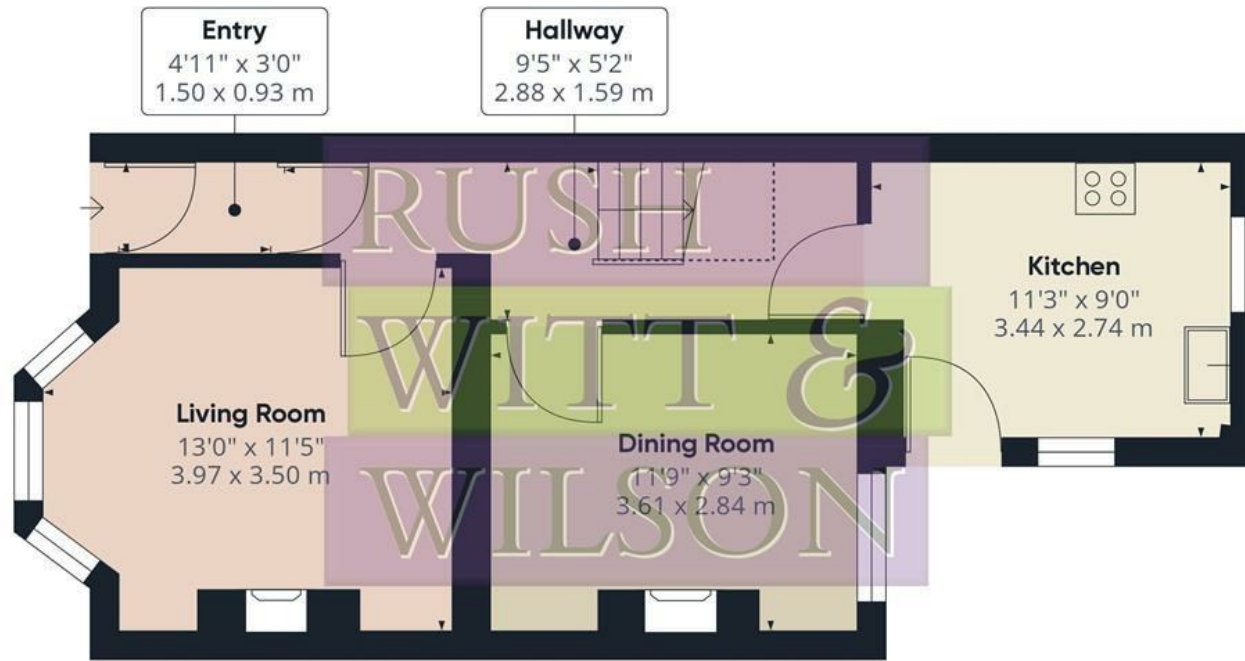 Entry
4'11" x 3'0"
1.50 x 0.93 m
Hallway
9'5" x 5'2"
2.88 x 1.59 m
RUSH
WITT &
WILSON
Kitchen
11'3" x 9'0"
3.44 x 2.74 m
Living Room
13'0" x 11'5"
3.97 x 3.50 m
Dining Room
11'9" x 9'3"
3.61 x 2.84 m